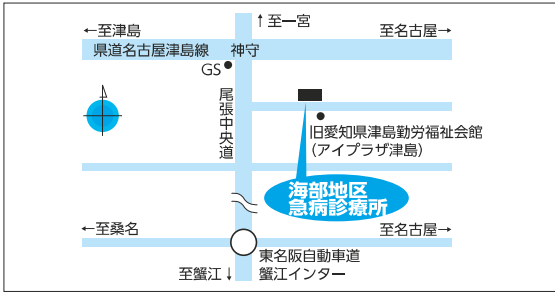 ↑至一宮
←至津島
至名古屋→
県道名古屋津島線
神守
GS
尾張中央道
旧愛知県津島勤労福祉会館
(アイプラザ津島)
海部地区
急病診療所
←至桑名
至名古屋→
東名阪自動車道
蟹江インター
至蟹江↓